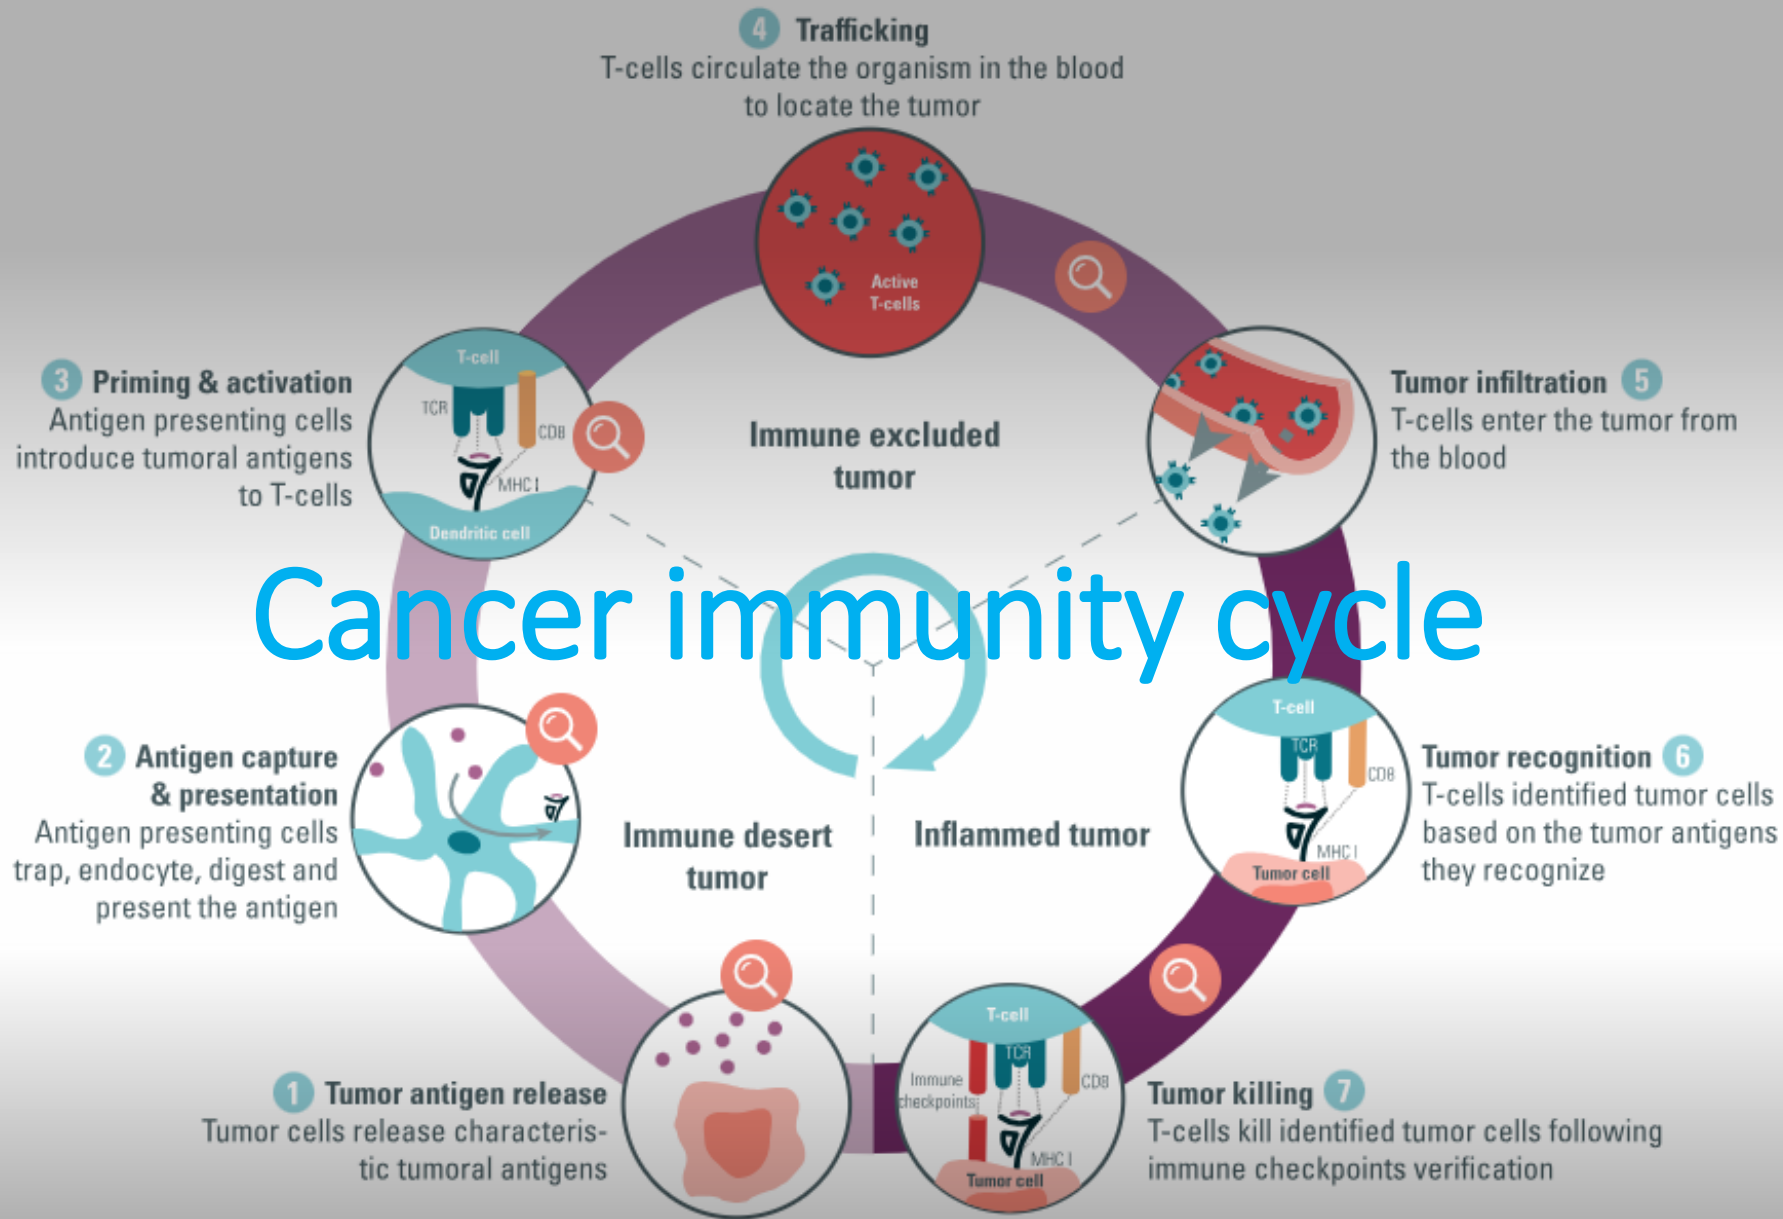 4 Trafficking
T-cells circulate the organism in the blood
to locate the tumor
Active
T-cells
3 Priming & activation
Antigen presenting cells
introduce tumoral antigens
to T-cells
T-cell
TCR
CD8
MHC I
Dendritic cell
Immune excluded
tumor
Tumor infiltration 5
T-cells enter the tumor from
the blood
Cancer immunity cycle
2 Antigen capture
& presentation
Antigen presenting cells
trap, endocyte, digest and
present the antigen
Immune desert
tumor
Inflammed tumor
T-cell
TCR
CD8
MHC I
Tumor cell
Tumor recognition 6
T-cells identified tumor cells
based on the tumor antigens
they recognize
1 Tumor antigen release
Tumor cells release characteris-
tic tumoral antigens
T-cell
TCR
CD8
Immune
checkpoints
MHC I
Tumor cell
Tumor killing 7
T-cells kill identified tumor cells following
immune checkpoints verification